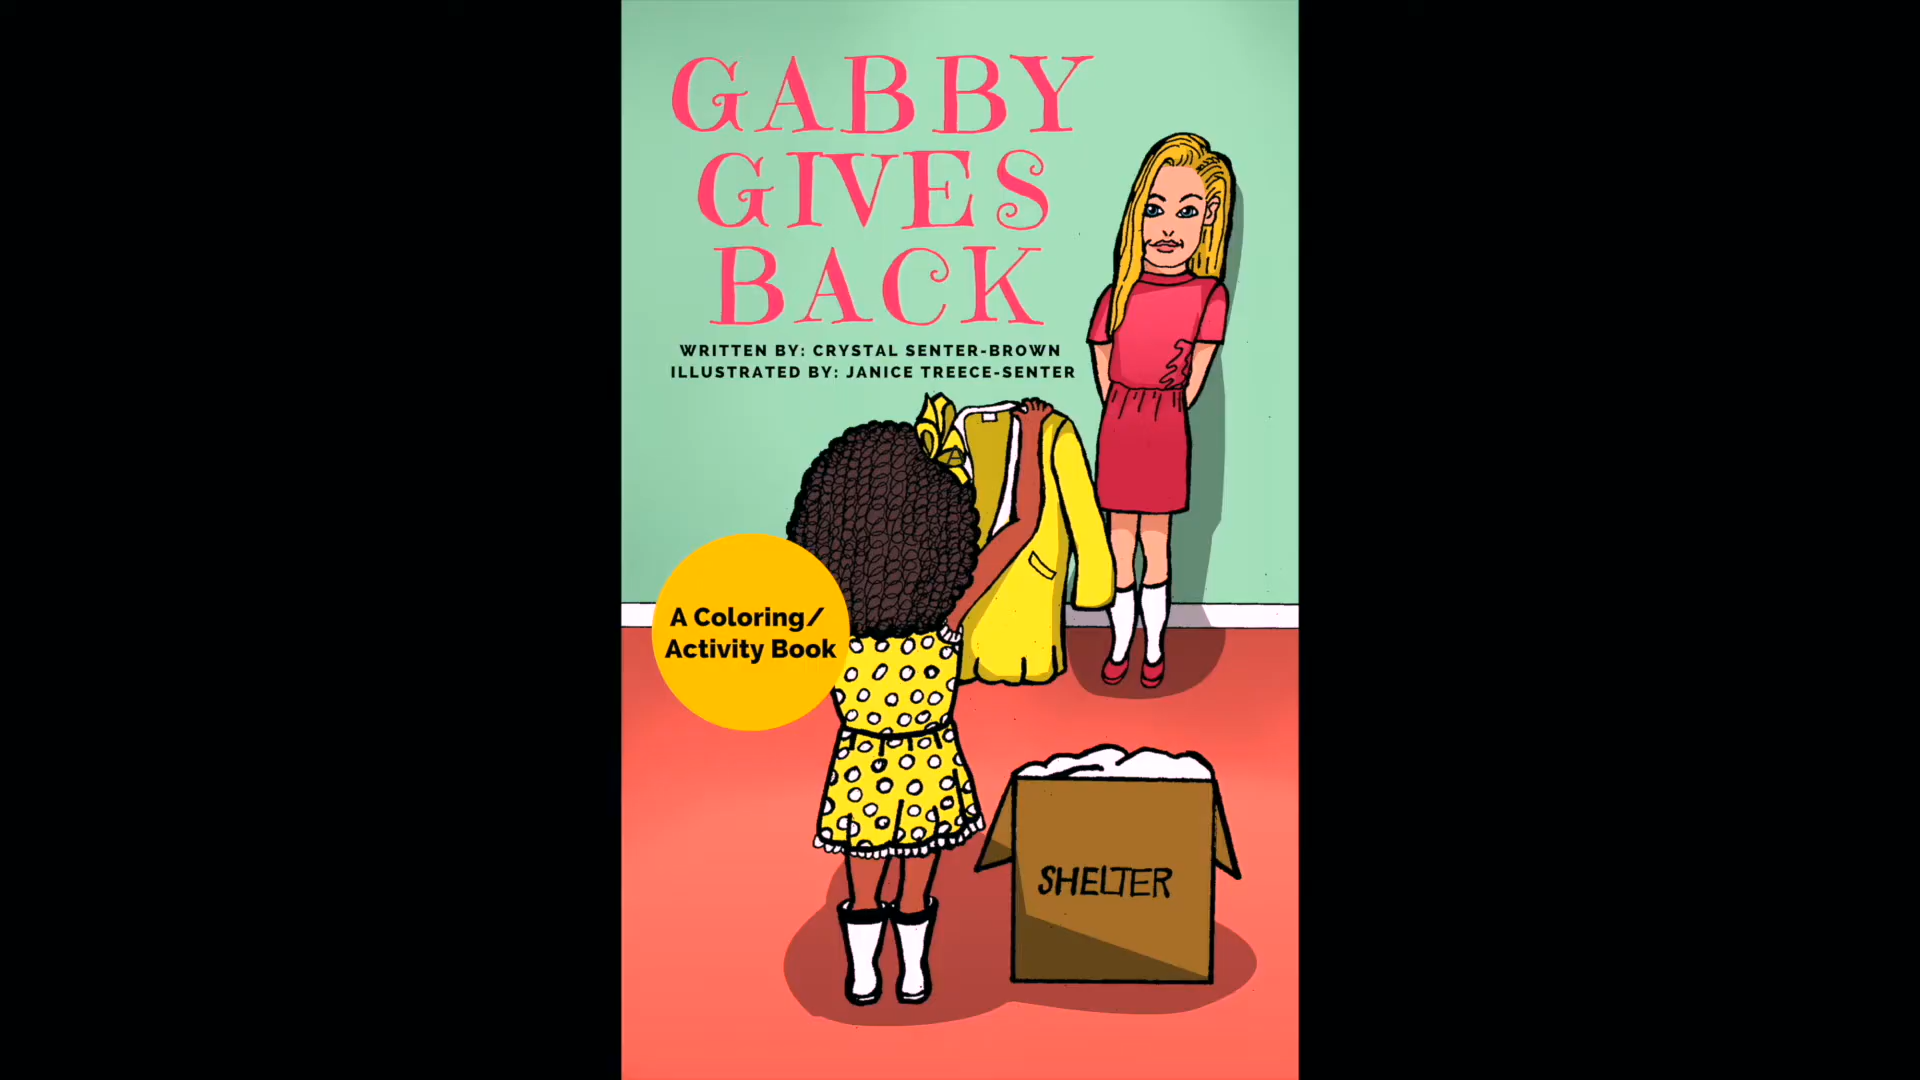 GABBY
GIVES
BACK
WRITTEN BY: CRYSTAL SENTER-BROWN
ILLUSTRATED BY: JANICE TREECE-SENTER
A Coloring/
Activity Book
SHELTER